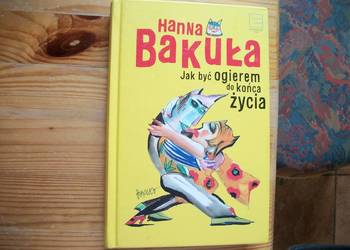 Hanna
Bakuła
Jak być ogierem
do końca
życia